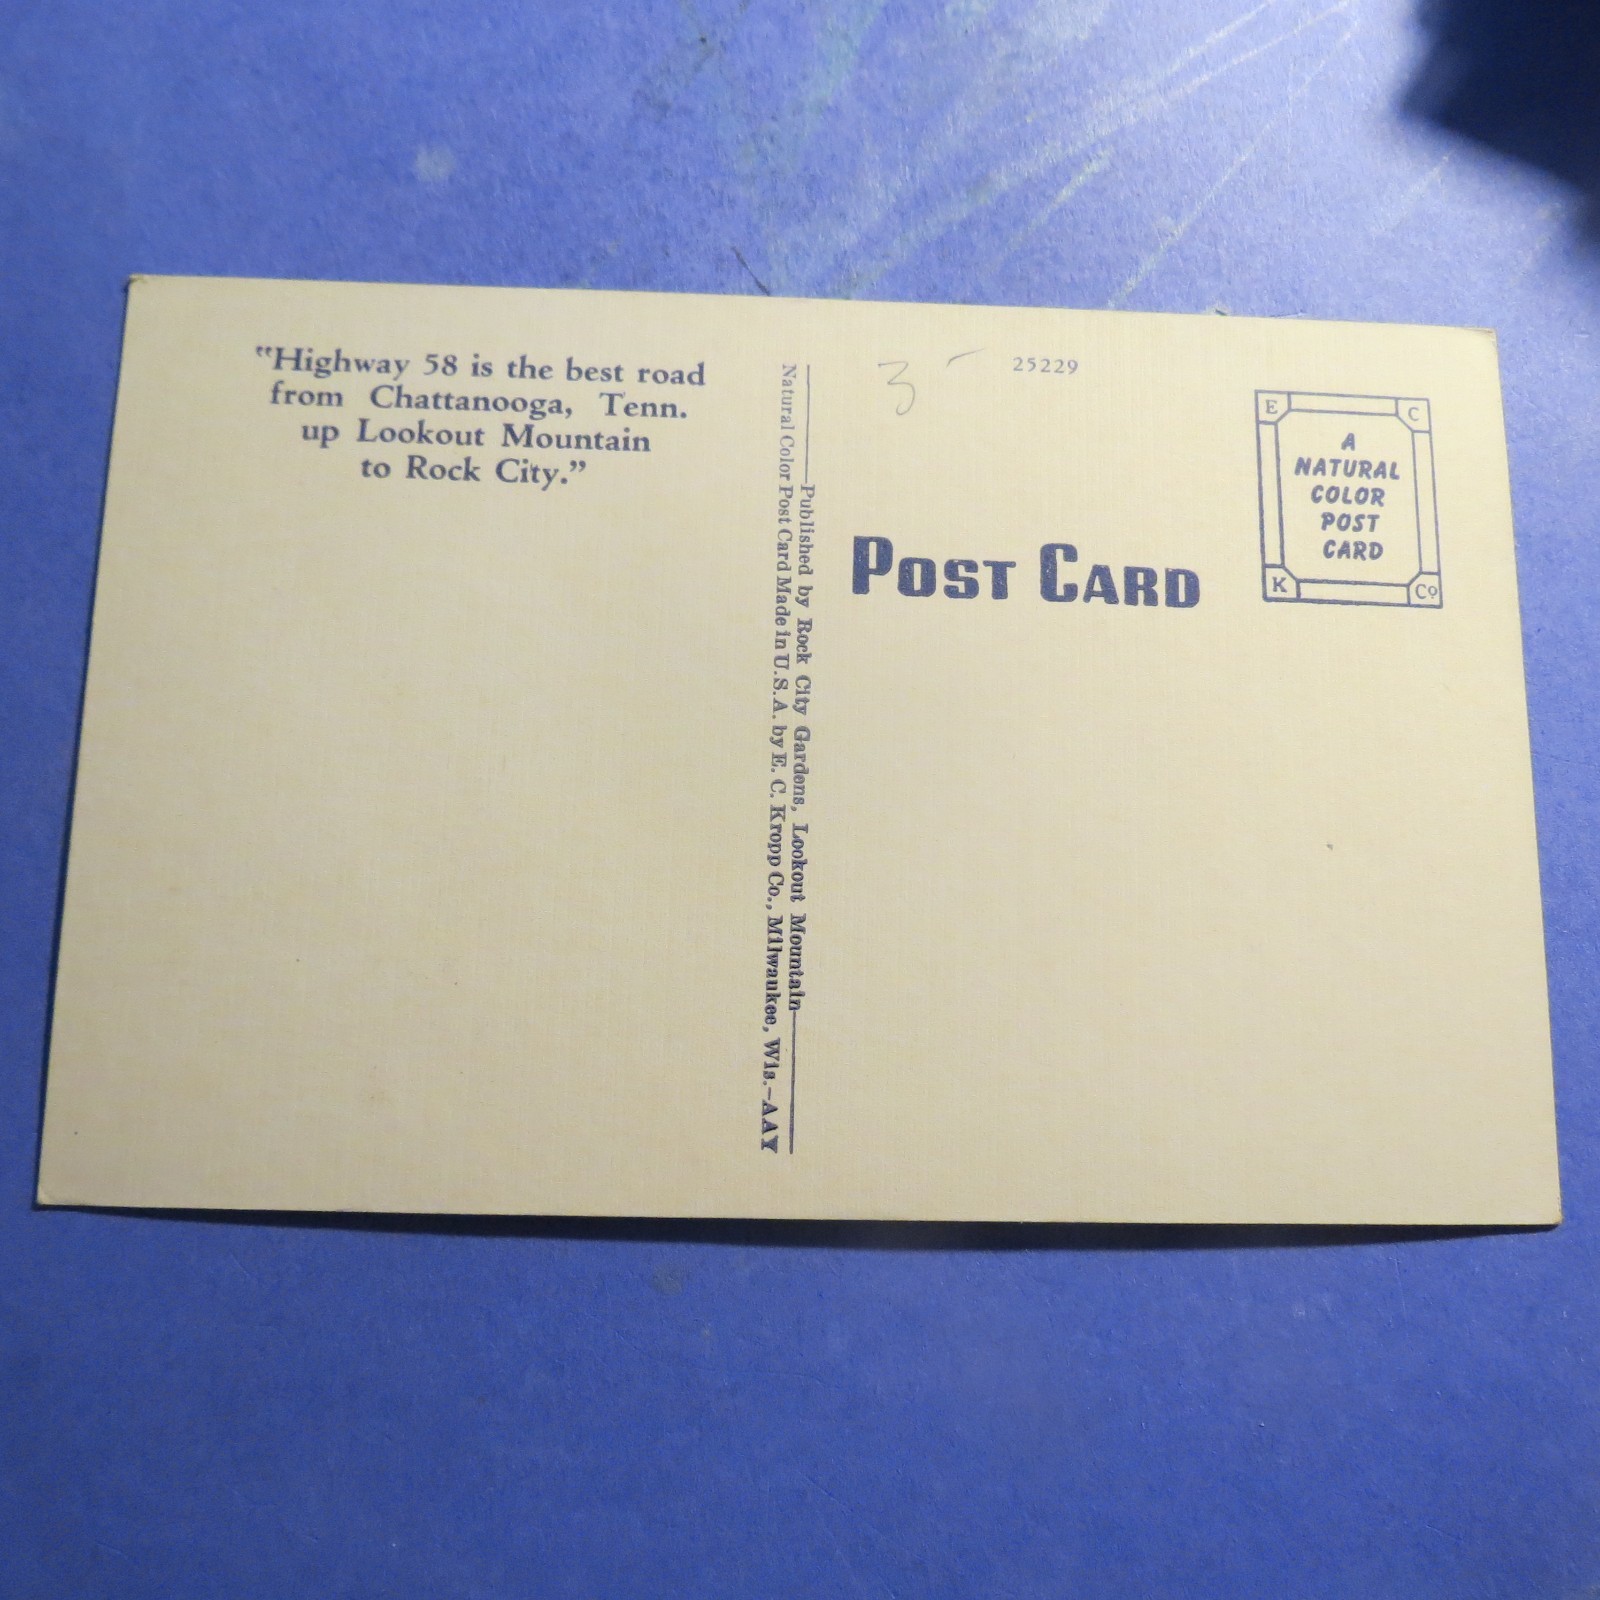 "Highway 58 is the best road
from Chattanooga, Tenn.
up Lookout Mountain
to Rock City."
Published by Rock City Gardens, Lookout Mountain
Natural Color Post Card Made in U.S.A. by E. C. Kropp Co., Milwaukee, Wis.-AAY
3 -
25229
POST CARD
E C
A
NATURAL
COLOR
POST
CARD
K Co